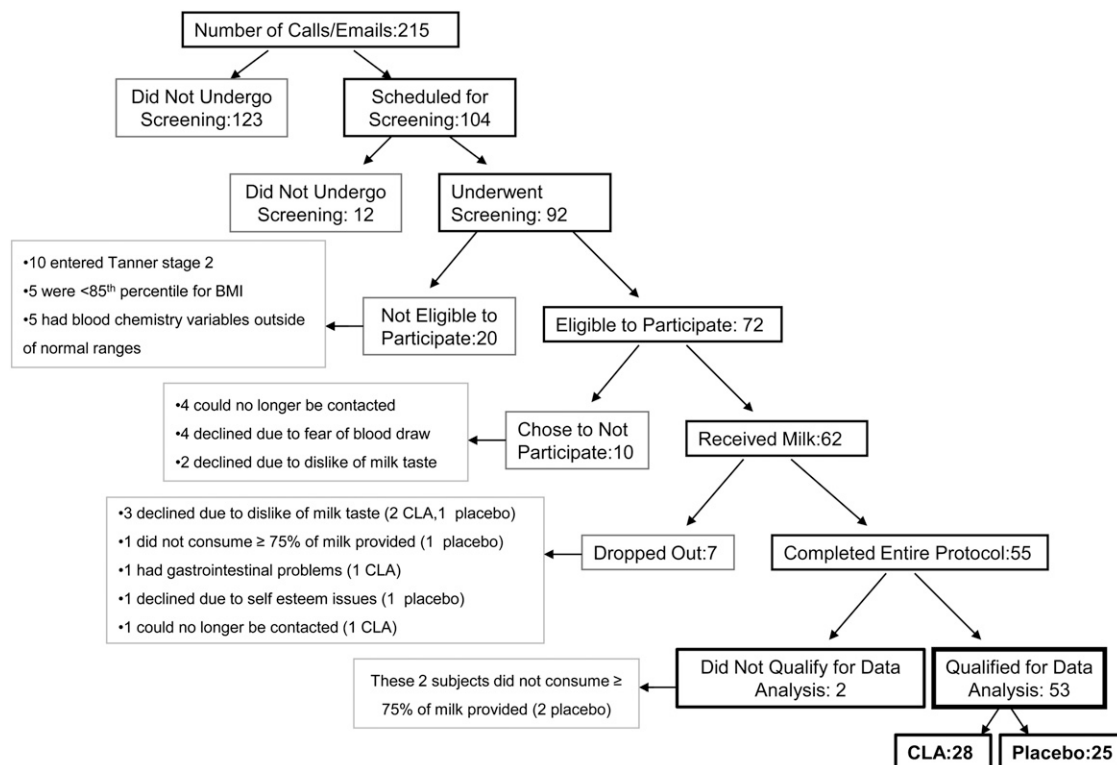 Number of Calls/Emails:215
Did Not Undergo
Screening:123
Scheduled for
Screening:104
Did Not Undergo
Screening: 12
Underwent
Screening: 92
•10 entered Tanner stage 2
•5 were <85th percentile for BMI
•5 had blood chemistry variables outside
of normal ranges
Not Eligible to
Participate:20
Eligible to Participate: 72
•4 could no longer be contacted
•4 declined due to fear of blood draw
•2 declined due to dislike of milk taste
Chose to Not
Participate:10
Received Milk:62
•3 declined due to dislike of milk taste (2 CLA,1 placebo)
•1 did not consume ≥ 75% of milk provided (1 placebo)
•1 had gastrointestinal problems (1 CLA)
•1 declined due to self esteem issues (1 placebo)
•1 could no longer be contacted (1 CLA)
Dropped Out:7
Completed Entire Protocol:55
These 2 subjects did not consume ≥
75% of milk provided (2 placebo)
Did Not Qualify for Data
Analysis: 2
Qualified for Data
Analysis: 53
CLA:28
Placebo:25